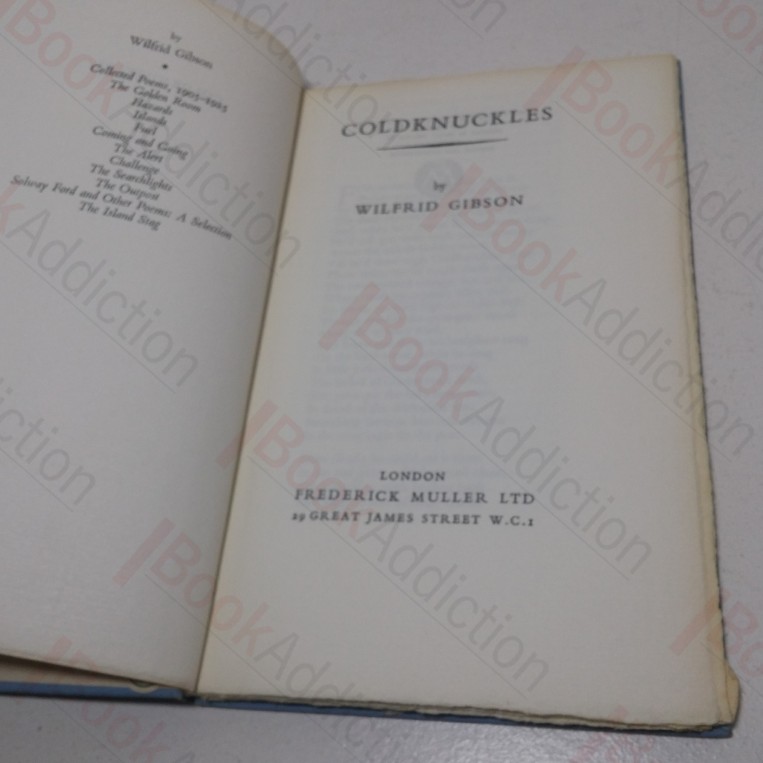 by
Wilfrid Gibson
*
Collected Poems, 1905-1925
The Golden Room
Hazards
Islands
Fuel
Coming and Going
The Alert
Challenge
The Searchlights
The Outpost
Solway Ford and Other Poems: A Selection
The Island Stag
COLDKNUCKLES
by
WILFRID GIBSON
LONDON
FREDERICK MULLER LTD
29 GREAT JAMES STREET W.C.1
BookAddiction